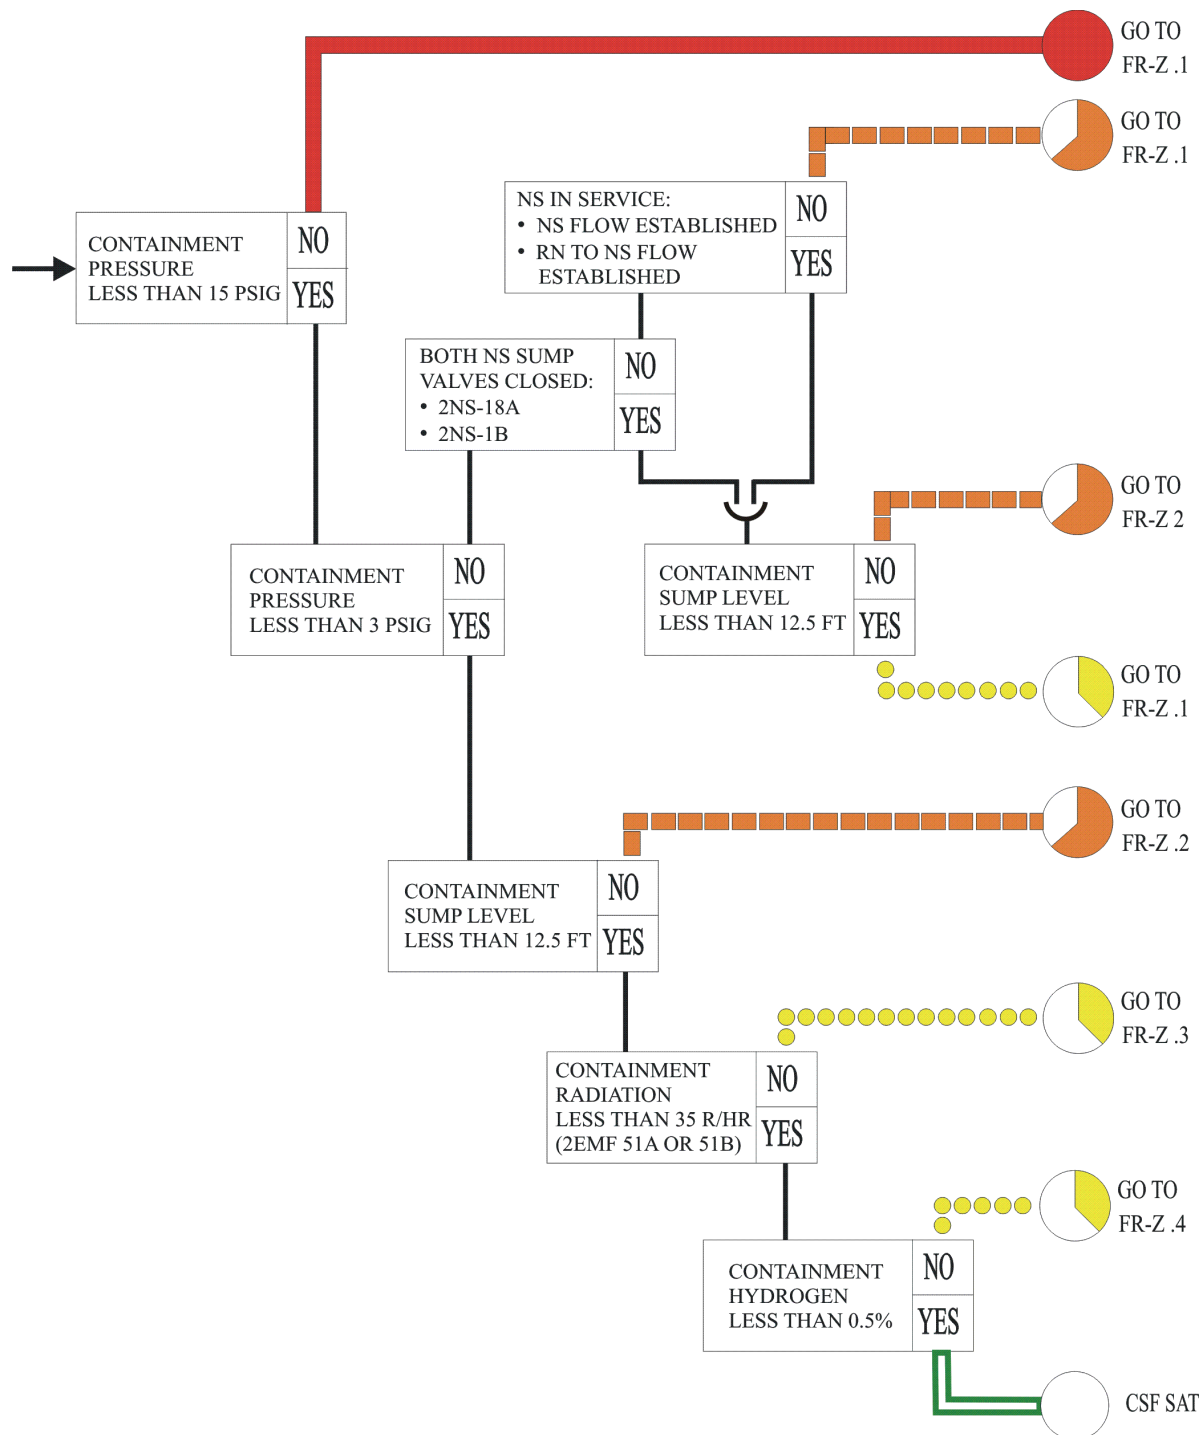 GO TO
FR-Z .1
GO TO
FR-Z .1
NS IN SERVICE:
• NS FLOW ESTABLISHED
• RN TO NS FLOW
ESTABLISHED
NO
YES
CONTAINMENT
PRESSURE
LESS THAN 15 PSIG
NO
YES
BOTH NS SUMP
VALVES CLOSED:
• 2NS-18A
• 2NS-1B
NO
YES
GO TO
FR-Z 2
CONTAINMENT
PRESSURE
LESS THAN 3 PSIG
NO
YES
CONTAINMENT
SUMP LEVEL
LESS THAN 12.5 FT
NO
YES
GO TO
FR-Z .1
GO TO
FR-Z .2
CONTAINMENT
SUMP LEVEL
LESS THAN 12.5 FT
NO
YES
GO TO
FR-Z .3
CONTAINMENT
RADIATION
LESS THAN 35 R/HR
(2EMF 51A OR 51B)
NO
YES
GO TO
FR-Z .4
CONTAINMENT
HYDROGEN
LESS THAN 0.5%
NO
YES
CSF SAT